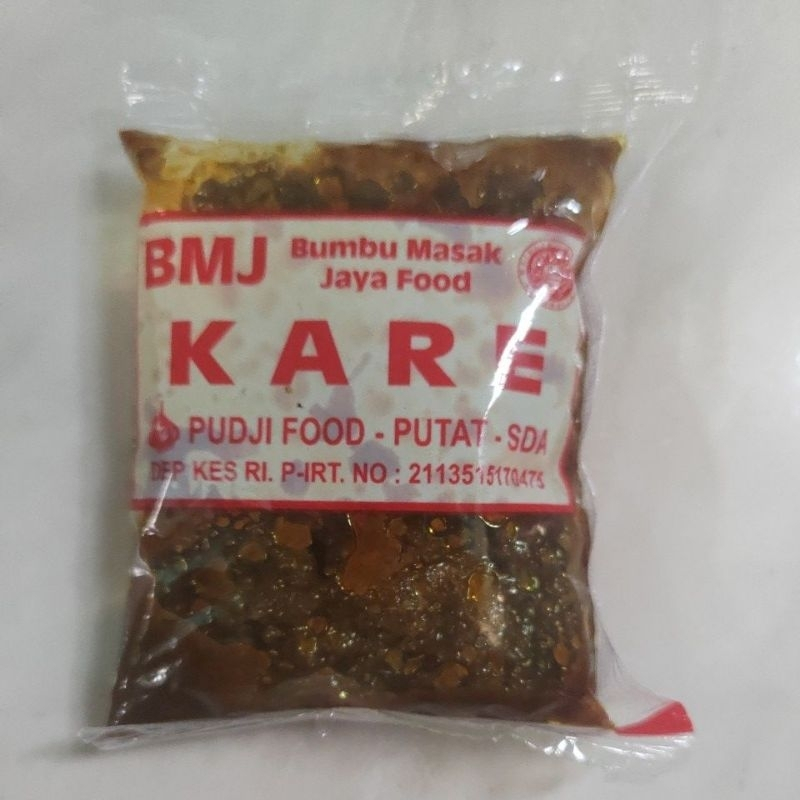 BMJ Bumbu Masak
Jaya Food
KARE
PUDJI FOOD - PUTAT - SDA
DEP KES RI. P-IRT. NO : 2113515170475